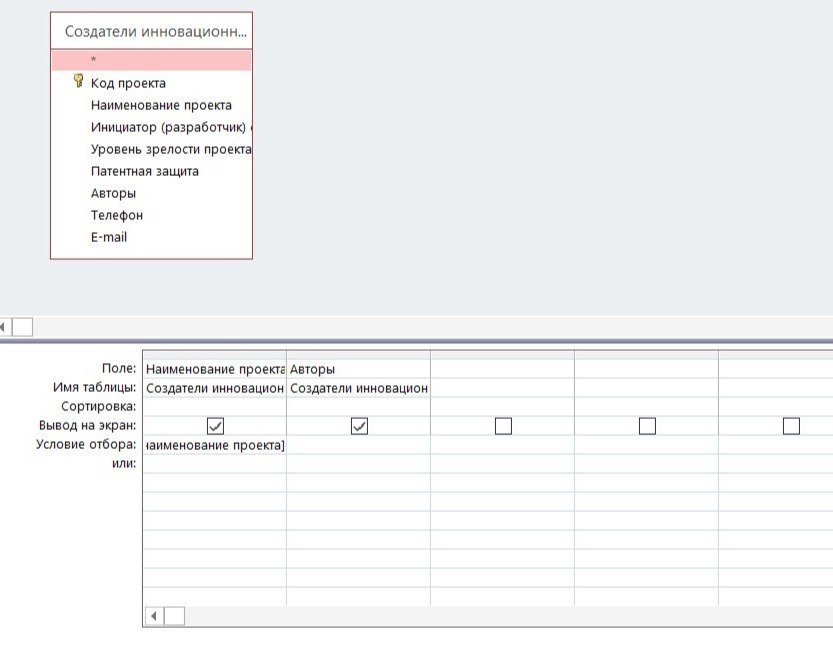 Создатели инновационн...
*
Код проекта
Наименование проекта
Инициатор (разработчик)
Уровень зрелости проекта
Патентная защита
Авторы
Телефон
E-mail
Поле: Наименование проекта Авторы
Имя таблицы: Создатели инновацион Создатели инновацион
Сортировка:
Вывод на экран:
Условие отбора: наименование проекта]
или: